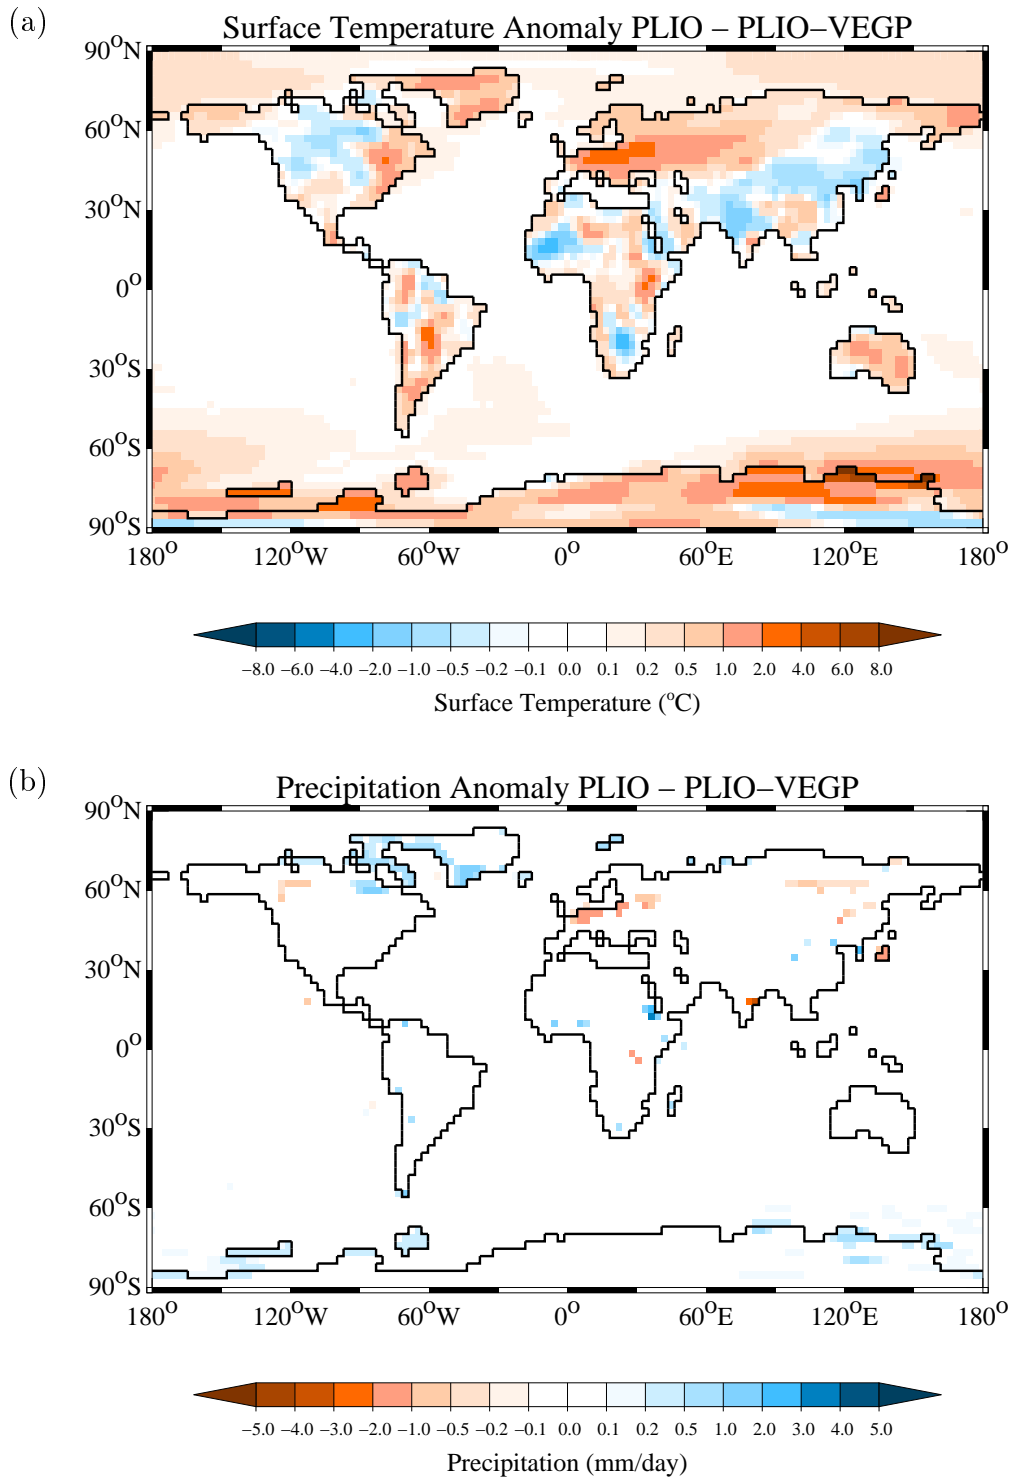 (a)
Surface Temperature Anomaly PLIO – PLIO–VEGP
90°N
60°N
30°N
0°
30°S
60°S
90°S
180° 120°W 60°W 0° 60°E 120°E 180°
−8.0 −6.0 −4.0 −2.0 −1.0 −0.5 −0.2 −0.1 0.0 0.1 0.2 0.5 1.0 2.0 4.0 6.0 8.0
Surface Temperature (°C)
(b)
Precipitation Anomaly PLIO – PLIO–VEGP
90°N
60°N
30°N
0°
30°S
60°S
90°S
180° 120°W 60°W 0° 60°E 120°E 180°
−5.0 −4.0 −3.0 −2.0 −1.0 −0.5 −0.2 −0.1 0.0 0.1 0.2 0.5 1.0 2.0 3.0 4.0 5.0
Precipitation (mm/day)